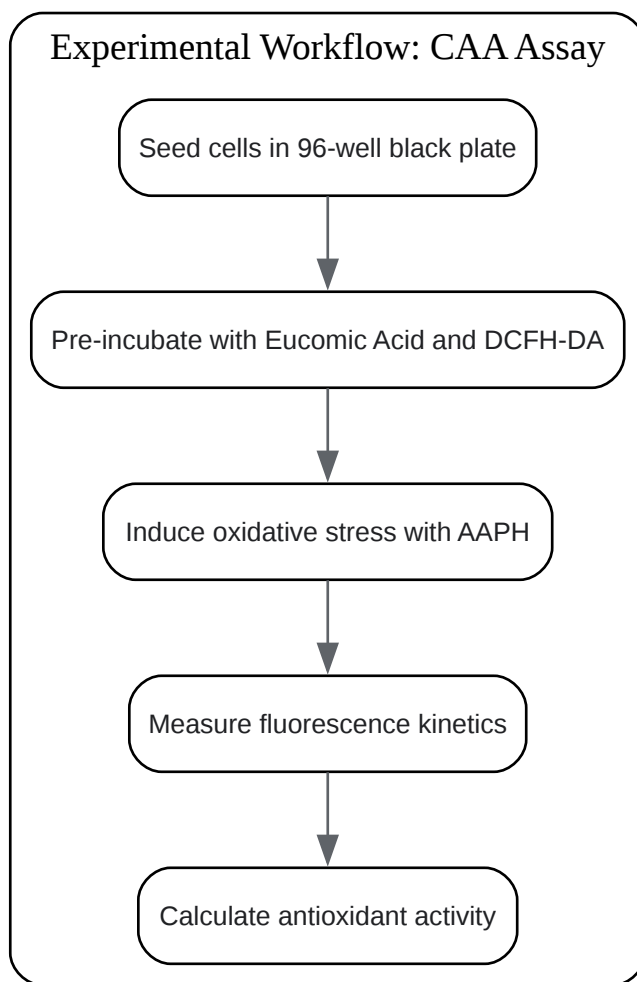 Experimental Workflow: CAA Assay
Seed cells in 96-well black plate
Pre-incubate with Eucomic Acid and DCFH-DA
Induce oxidative stress with AAPH
Measure fluorescence kinetics
Calculate antioxidant activity